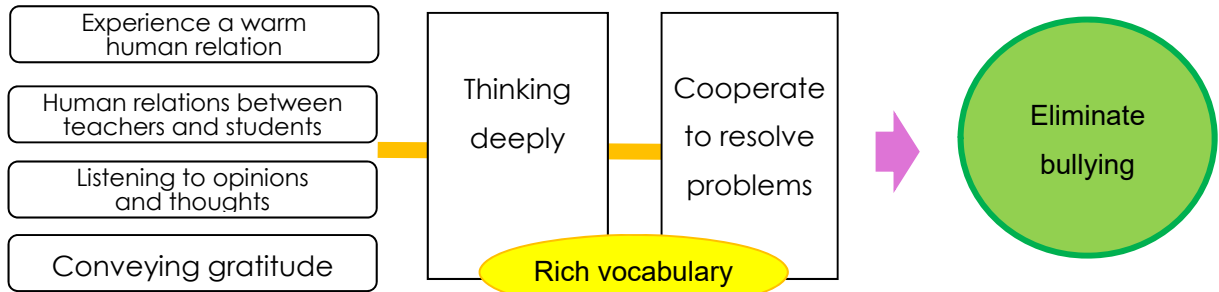 Experience a warm
human relation
Human relations between
teachers and students
Listening to opinions
and thoughts
Conveying gratitude
Thinking
deeply
Cooperate
to resolve
problems
Rich vocabulary
Eliminate
bullying